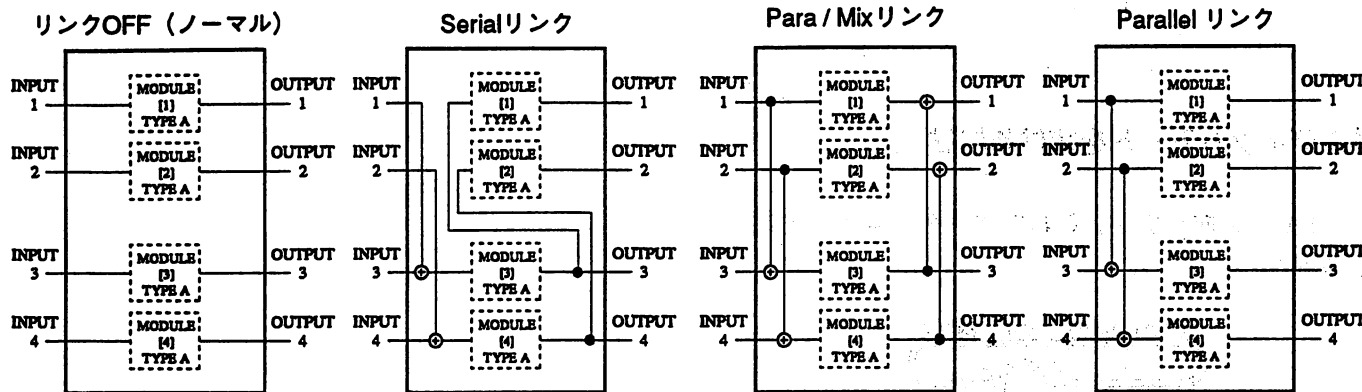 リンクOFF（ノーマル）
INPUT
1
MODULE
[1]
TYPE A
OUTPUT
1
INPUT
2
MODULE
[2]
TYPE A
OUTPUT
2
INPUT
3
MODULE
[3]
TYPE A
OUTPUT
3
INPUT
4
MODULE
[4]
TYPE A
OUTPUT
4
Serialリンク
INPUT
1
MODULE
[1]
TYPE A
OUTPUT
1
INPUT
2
MODULE
[2]
TYPE A
OUTPUT
2
INPUT
3
MODULE
[3]
TYPE A
OUTPUT
3
INPUT
4
MODULE
[4]
TYPE A
OUTPUT
4
Para / Mixリンク
INPUT
1
MODULE
[1]
TYPE A
OUTPUT
1
INPUT
2
MODULE
[2]
TYPE A
OUTPUT
2
INPUT
3
MODULE
[3]
TYPE A
OUTPUT
3
INPUT
4
MODULE
[4]
TYPE A
OUTPUT
4
Parallel リンク
INPUT
1
MODULE
[1]
TYPE A
OUTPUT
1
INPUT
2
MODULE
[2]
TYPE A
OUTPUT
2
INPUT
3
MODULE
[3]
TYPE A
OUTPUT
3
INPUT
4
MODULE
[4]
TYPE A
OUTPUT
4